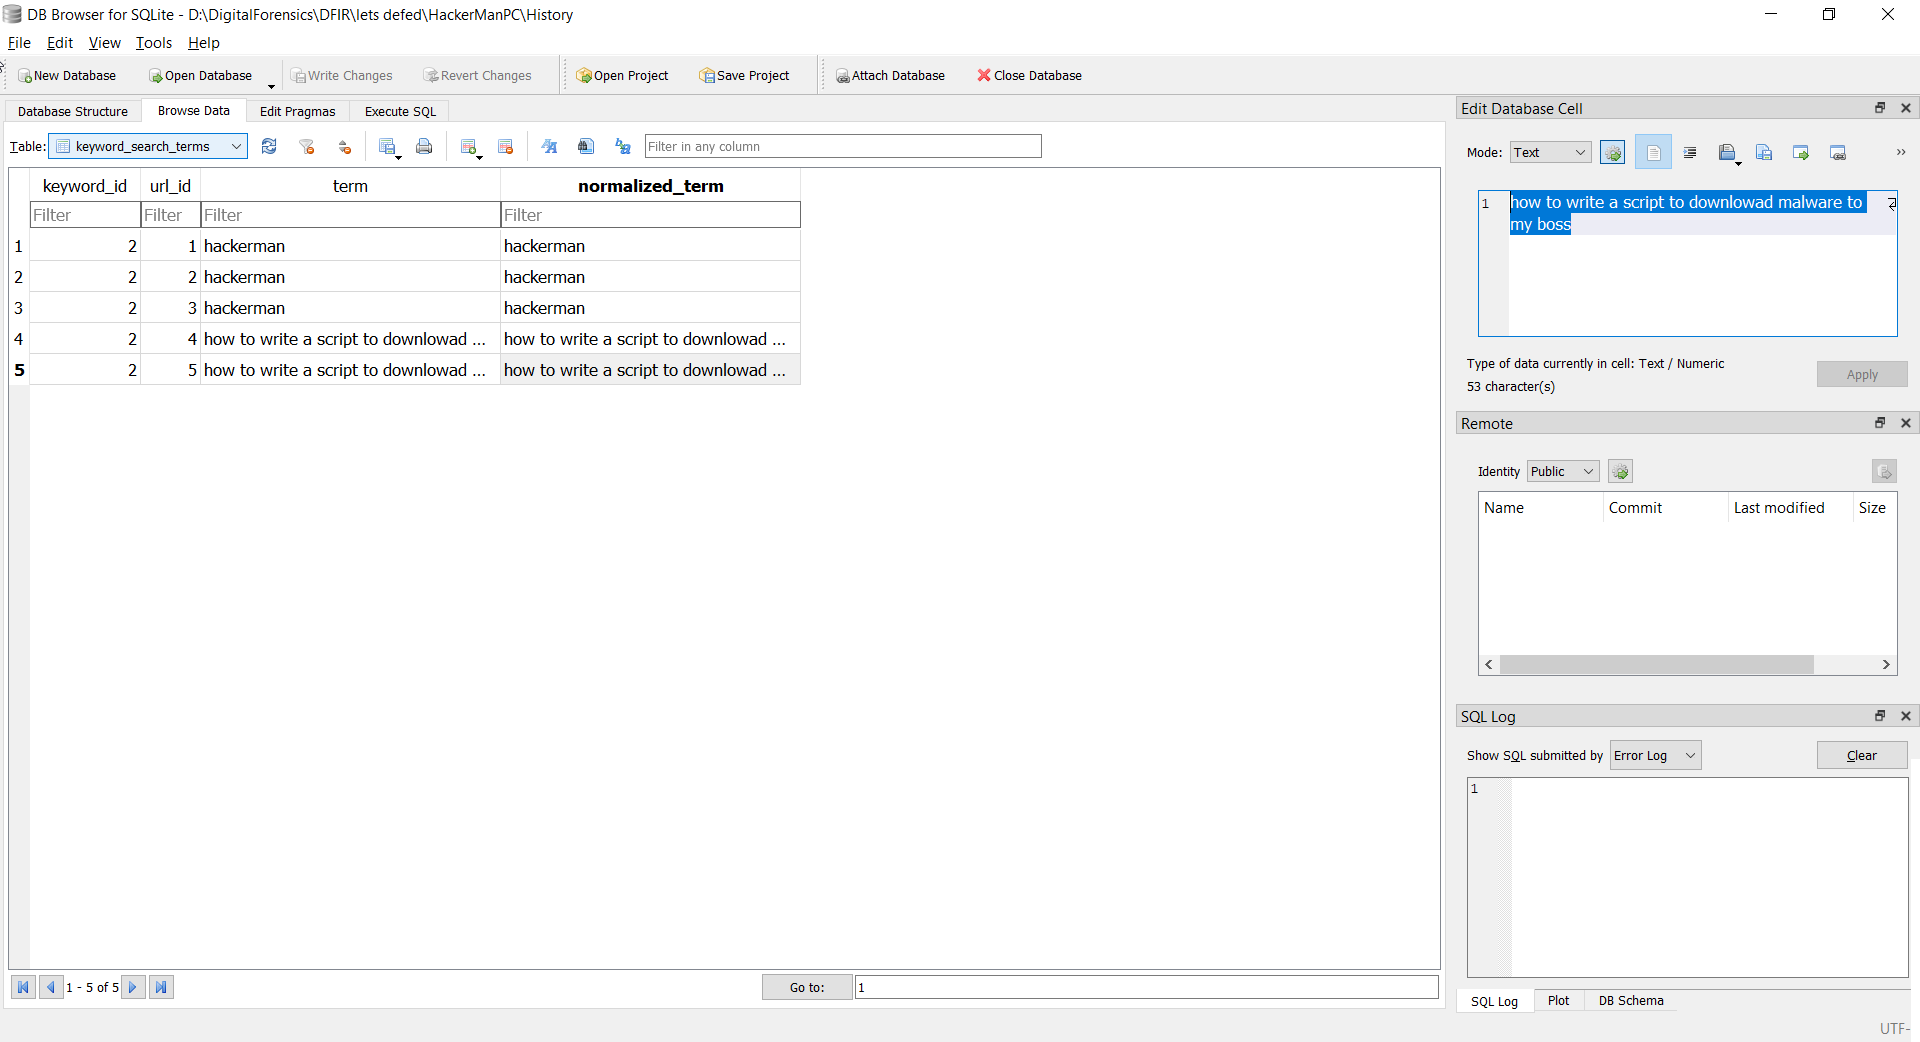 DB Browser for SQLite - D:\DigitalForensics\DFIR\lets defed\HackerManPC\History
File Edit View Tools Help
New Database Open Database Write Changes Revert Changes Open Project Save Project Attach Database Close Database
Database Structure Browse Data Edit Pragmas Execute SQL
Table: keyword_search_terms Filter in any column
keyword_id url_id term normalized_term
Filter Filter Filter Filter
1 2 1 hackerman hackerman
2 2 2 hackerman hackerman
3 2 3 hackerman hackerman
4 2 4 how to write a script to downlowad ... how to write a script to downlowad ...
5 2 5 how to write a script to downlowad ... how to write a script to downlowad ...
1 - 5 of 5 Go to: 1
Edit Database Cell
Mode: Text
1 how to write a script to downlowad malware to
my boss
Type of data currently in cell: Text / Numeric
53 character(s)
Apply
Remote
Identity Public
Name Commit Last modified Size
SQL Log
Show SQL submitted by Error Log Clear
1
SQL Log Plot DB Schema
UTF-